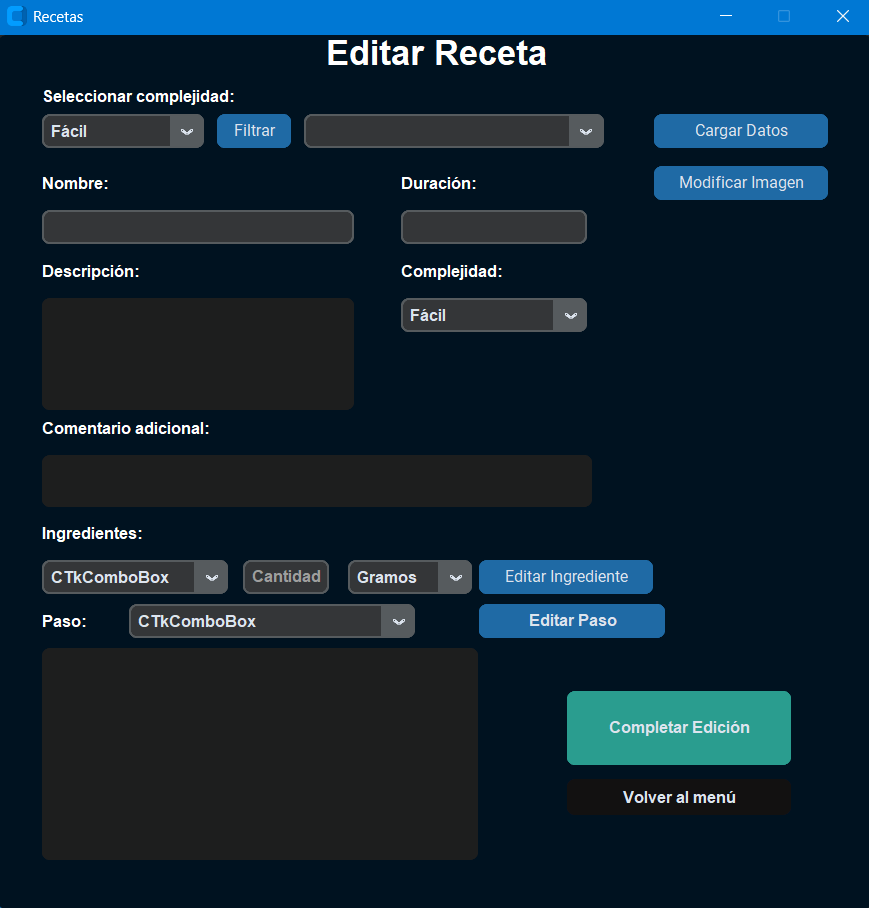 Recetas
Editar Receta
Seleccionar complejidad:
Fácil
Filtrar
Cargar Datos
Nombre:
Duración:
Modificar Imagen
Descripción:
Complejidad:
Fácil
Comentario adicional:
Ingredientes:
CTkComboBox
Cantidad
Gramos
Editar Ingrediente
Paso:
CTkComboBox
Editar Paso
Completar Edición
Volver al menú